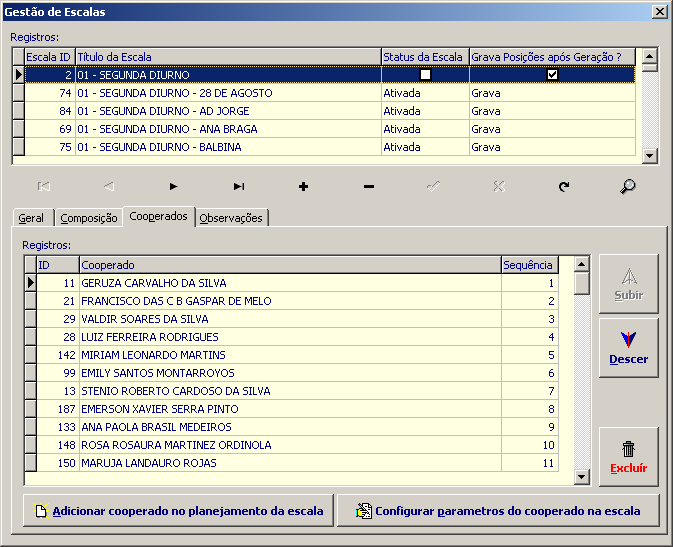 Gestão de Escalas
Registros:
Escala ID Título da Escala Status da Escala Grava Posições após Geração ?
2 01 - SEGUNDA DIURNO
74 01 - SEGUNDA DIURNO - 28 DE AGOSTO Ativada Grava
84 01 - SEGUNDA DIURNO - AD JORGE Ativada Grava
69 01 - SEGUNDA DIURNO - ANA BRAGA Ativada Grava
75 01 - SEGUNDA DIURNO - BALBINA Ativada Grava
Geral Composição Cooperados Observações
Registros:
ID Cooperado Sequência
11 GERUZA CARVALHO DA SILVA 1
21 FRANCISCO DAS C B GASPAR DE MELO 2
29 VALDIR SOARES DA SILVA 3
28 LUIZ FERREIRA RODRIGUES 4
142 MIRIAM LEONARDO MARTINS 5
99 EMILY SANTOS MONTARROYOS 6
13 STENIO ROBERTO CARDOSO DA SILVA 7
187 EMERSON XAVIER SERRA PINTO 8
133 ANA PAOLA BRASIL MEDEIROS 9
148 ROSA ROSAURA MARTINEZ ORDINOLA 10
150 MARUJA LANDAURO ROJAS 11
Subir
Descer
Excluír
Adicionar cooperado no planejamento da escala
Configurar parametros do cooperado na escala